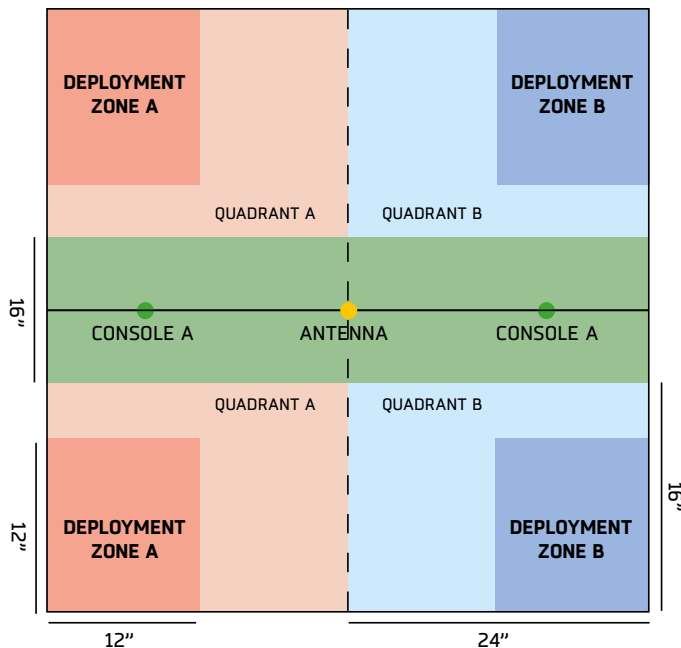 DEPLOYMENT
ZONE A
DEPLOYMENT
ZONE B
QUADRANT A
QUADRANT B
16”
CONSOLE A
ANTENNA
CONSOLE A
QUADRANT A
QUADRANT B
DEPLOYMENT
ZONE A
DEPLOYMENT
ZONE B
12”
16”
12”
24”